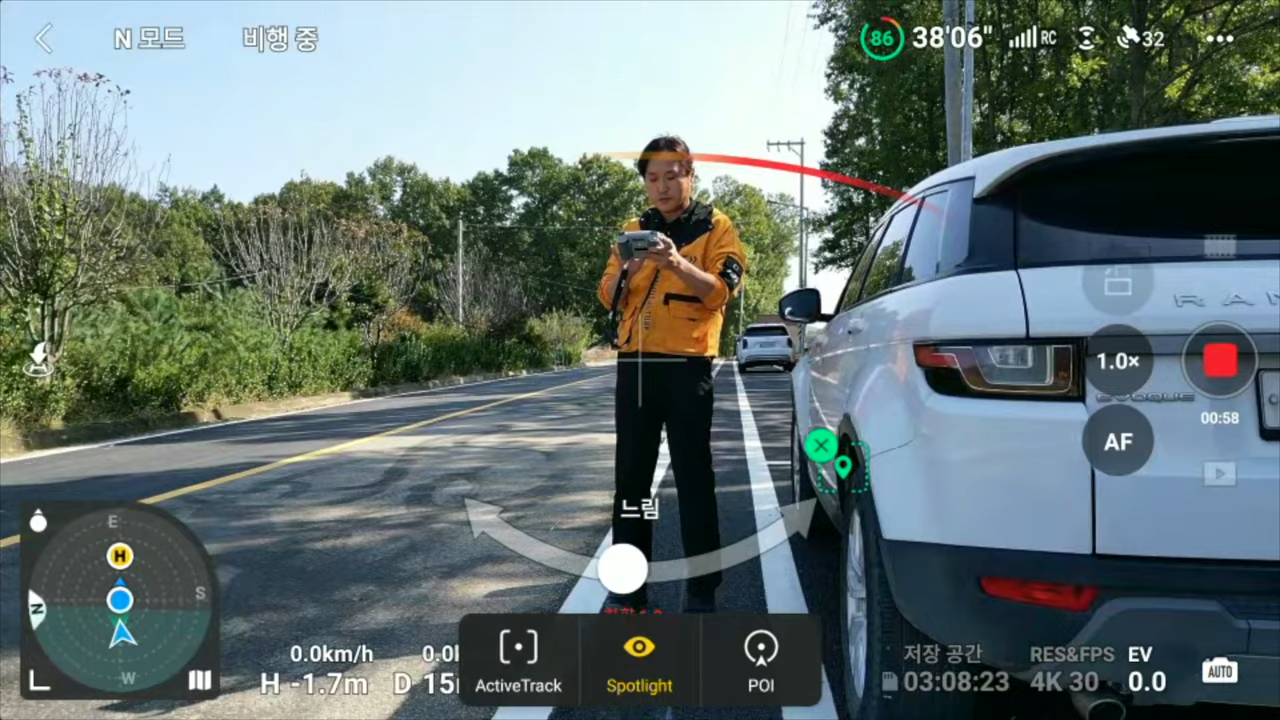 N 모드
비행 중
86
38'06"
RC
32
RAN
1.0×
EVOQUE
00:58
AF
느림
E
H
S
N
W
0.0km/h
H -1.7m
D 15
ActiveTrack
Spotlight
POI
저장 공간
03:08:23
RES&FPS
4K 30
EV
0.0
AUTO